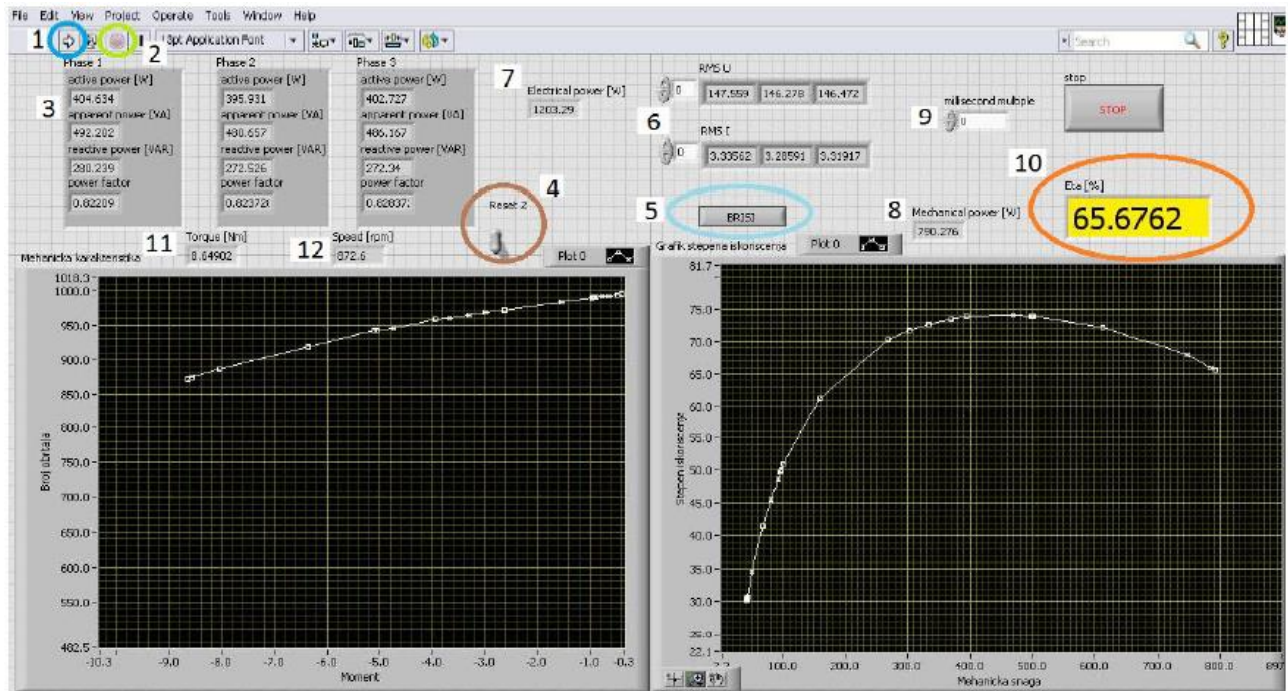 File Edit View Project Operate Tools Window Help
1
2
13pt Application Font
Search
Phase 1
Phase 2
Phase 3
active power [W]
active power [W]
active power [W]
404.634
395.931
402.727
apparent power [VA]
apparent power [VA]
apparent power [VA]
492.202
480.657
486.167
reactive power [VAR]
reactive power [VAR]
reactive power [VAR]
280.239
272.526
272.34
power factor
power factor
power factor
0.82209
0.82372
0.82837
3
4
Reset 2
7
Electrical power [W]
1203.29
6
RMS U
0
147.559 146.278 146.472
RMS I
0
3.33562 3.28591 3.31917
5
BRISI
9
millisecond multiple
0
stop
STOP
10
Eta [%]
65.6762
8
Mechanical power [W]
790.276
11
Torque [Nm]
8.64902
12
Speed [rpm]
872.6
Mehanicka karakteristika
Plot 0
Grafik stepena iskoriscenja
Plot 0
1018.3
1000.0
950.0
900.0
850.0
800.0
750.0
700.0
650.0
600.0
550.0
482.5
Broj obrtaja
-10.3 -9.0 -8.0 -7.0 -6.0 -5.0 -4.0 -3.0 -2.0 -1.0 -0.3
Moment
81.7
75.0
70.0
65.0
60.0
55.0
50.0
45.0
40.0
35.0
30.0
25.0
22.1
Stepen iskoriscenja
100.0 200.0 300.0 400.0 500.0 600.0 700.0 800.0
Mehanicka snaga